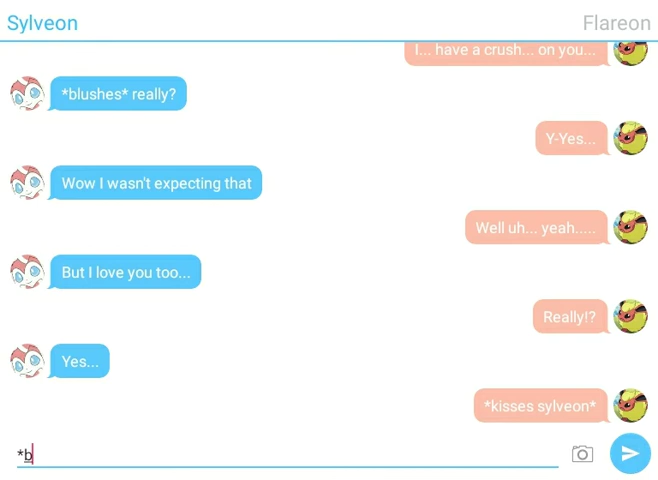 Sylveon
Flareon
I... have a crush... on you...
*blushes* really?
Y-Yes...
Wow I wasn't expecting that
Well uh... yeah.....
But I love you too...
Really!?
Yes...
*kisses sylveon*
*b